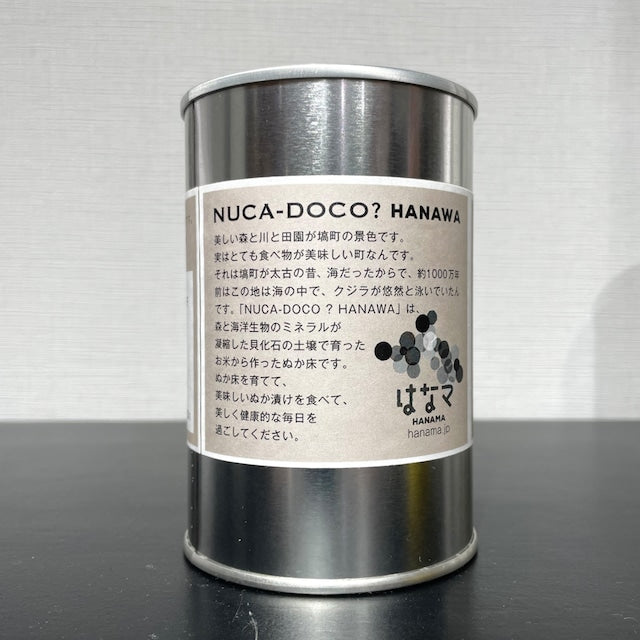 NUCA-DOCO? HANAWA
美しい森と川と田園が塙町の景色です。
実はとても食べ物が美味しい町なんです。
それは塙町が太古の昔、海だったからで、約1000万年
前はこの地は海の中で、クジラが悠然と泳いでいたん
です。「NUCA-DOCO ? HANAWA」は、
森と海洋生物のミネラルが
凝縮した貝化石の土壌で育った
お米から作ったぬか床です。
ぬか床を育てて、
美味しいぬか漬けを食べて、
美しく健康的な毎日を
過ごしてください。
はなマ
HANAMA
hanama.jp